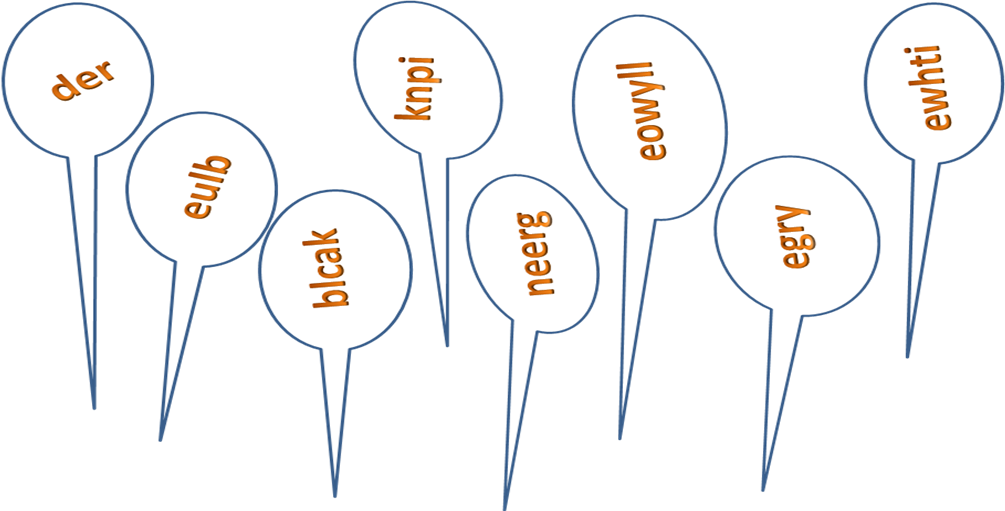 der
eulb
blcak
knpi
neerg
eowyll
egry
ewhti